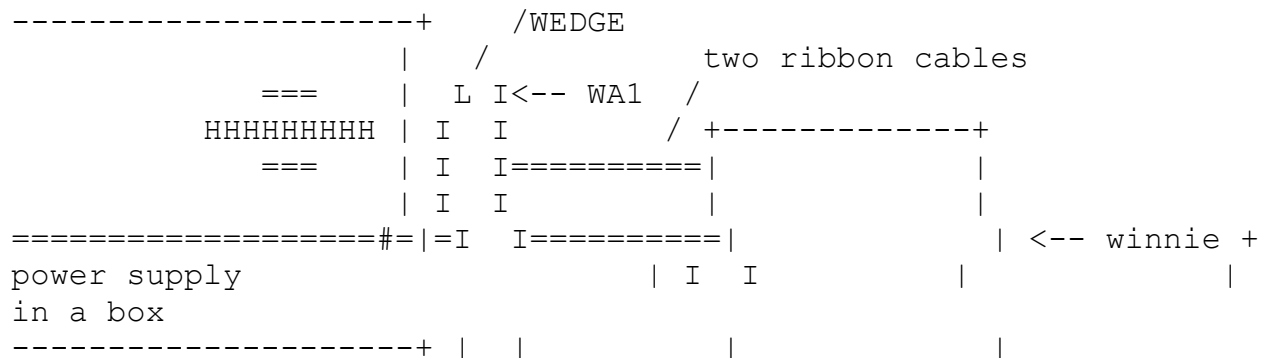 ---------------------+    /WEDGE
                     |   /           two ribbon cables
             ===     |  L I<-- WA1  /
          HHHHHHHHH | I  I        / +-------------+
             ===    | I  I==========|             |
                    | I  I          |             |
===================#=|=I  I==========|             | <-- winnie +
power supply                     | I  I          |             |
in a box
---------------------+ |  |          |             |